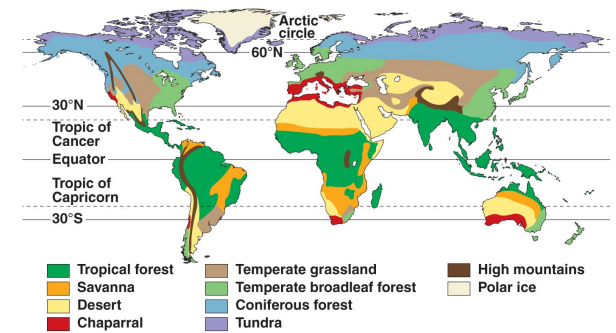 Arctic
circle
60°N
30°N
Tropic of
Cancer
Equator
Tropic of
Capricorn
30°S
Tropical forest
Savanna
Desert
Chaparral
Temperate grassland
Temperate broadleaf forest
Coniferous forest
Tundra
High mountains
Polar ice